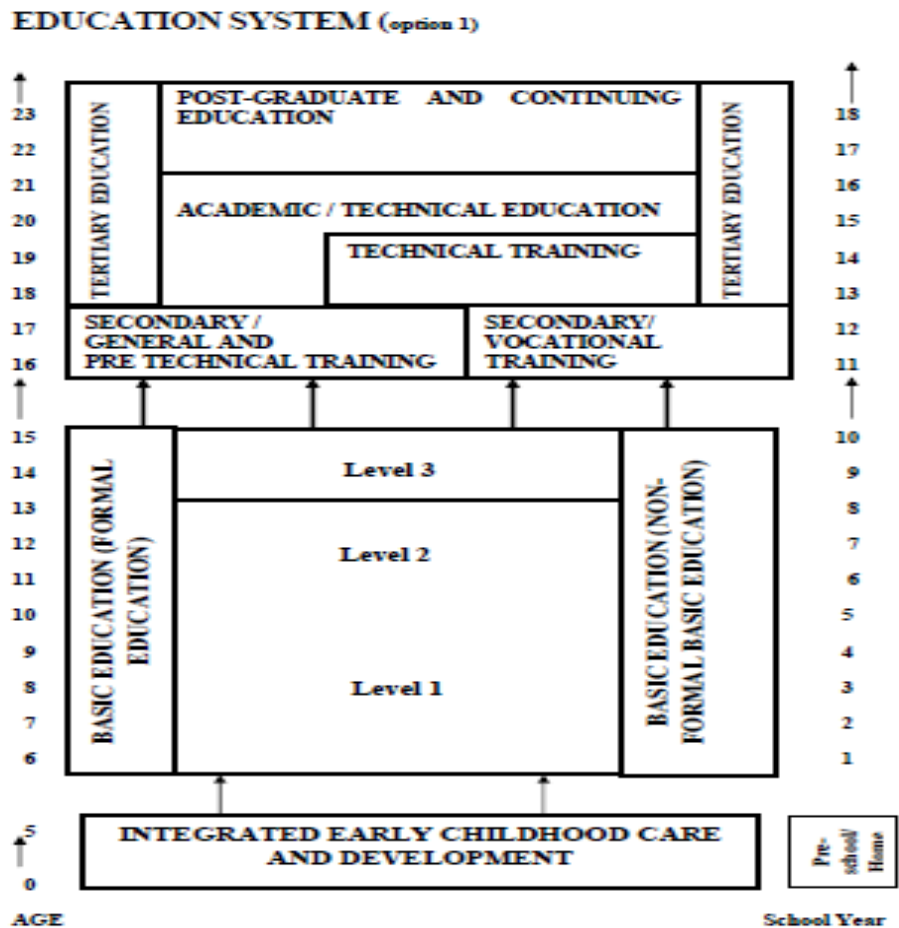 EDUCATION SYSTEM (option 1)
23
22
21
20
19
18
17
16
15
14
13
12
11
10
9
8
7
6
5
0
AGE
TERTIARY EDUCATION
POST-GRADUATE AND CONTINUING
EDUCATION
ACADEMIC / TECHNICAL EDUCATION
TECHNICAL TRAINING
TERTIARY EDUCATION
SECONDARY /
GENERAL AND
PRE TECHNICAL TRAINING
SECONDARY/
VOCATIONAL
TRAINING
BASIC EDUCATION (FORMAL
EDUCATION)
Level 3
Level 2
Level 1
BASIC EDUCATION (NON-
FORMAL BASIC EDUCATION)
INTEGRATED EARLY CHILDHOOD CARE
AND DEVELOPMENT
18
17
16
15
14
13
12
11
10
9
8
7
6
5
4
3
2
1
Pre-
school/
Home
School Year